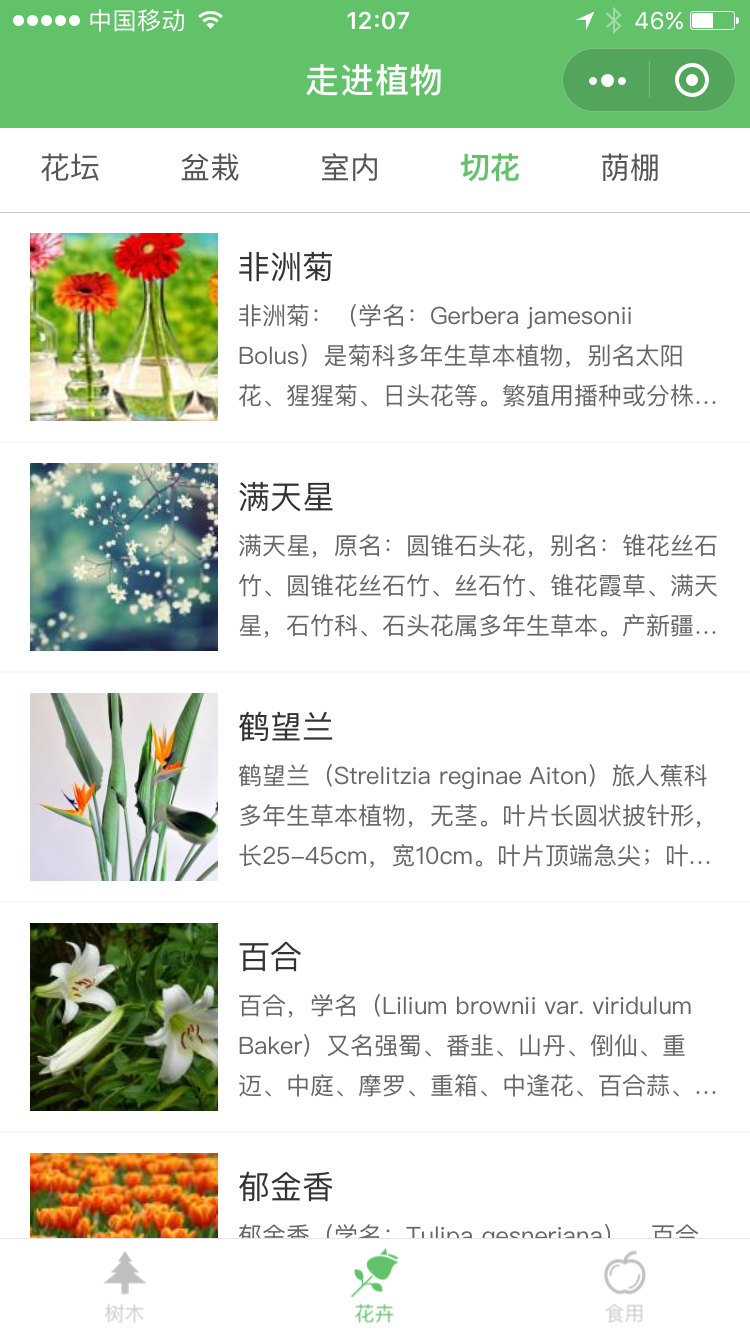 中国移动 12:07 46%
走进植物
花坛 盆栽 室内 切花 荫棚
非洲菊
非洲菊：（学名：Gerbera jamesonii
Bolus）是菊科多年生草本植物，别名太阳
花、猩猩菊、日头花等。繁殖用播种或分株...
满天星
满天星，原名：圆锥石头花，别名：锥花丝石
竹、圆锥花丝石竹、丝石竹、锥花霞草、满天
星，石竹科、石头花属多年生草本。产新疆...
鹤望兰
鹤望兰（Strelitzia reginae Aiton）旅人蕉科
多年生草本植物，无茎。叶片长圆状披针形，
长25-45cm，宽10cm。叶片顶端急尖；叶...
百合
百合，学名（Lilium brownii var. viridulum
Baker）又名强蜀、番韭、山丹、倒仙、重
迈、中庭、摩罗、重箱、中逢花、百合蒜、...
郁金香
郁金香（学名：Tulipa gesneriana），百合
树木 花卉 食用